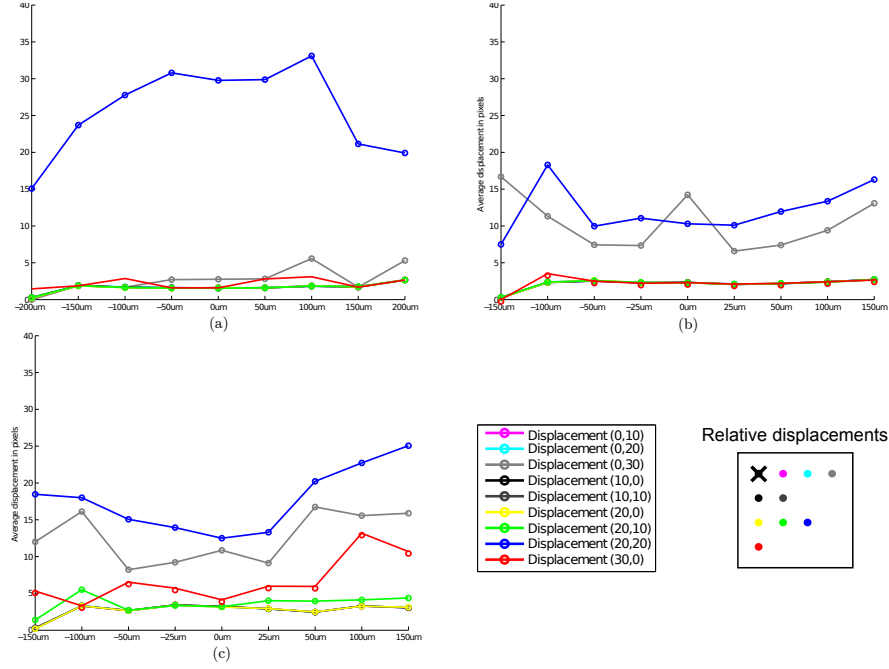 40
35
30
25
20
15
10
5
0
−200um −150um −100um −50um 0um 50um 100um 150um 200um
(a)
Average displacement in pixels
40
35
30
25
20
15
10
5
0
−150um −100um −50um −25um 0um 25um 50um 100um 150um
(b)
Average displacement in pixels
40
35
30
25
20
15
10
5
0
−150um −100um −50um −25um 0um 25um 50um 100um 150um
(c)
Displacement (0,10)
Displacement (0,20)
Displacement (0,30)
Displacement (10,0)
Displacement (10,10)
Displacement (20,0)
Displacement (20,10)
Displacement (20,20)
Displacement (30,0)
Relative displacements